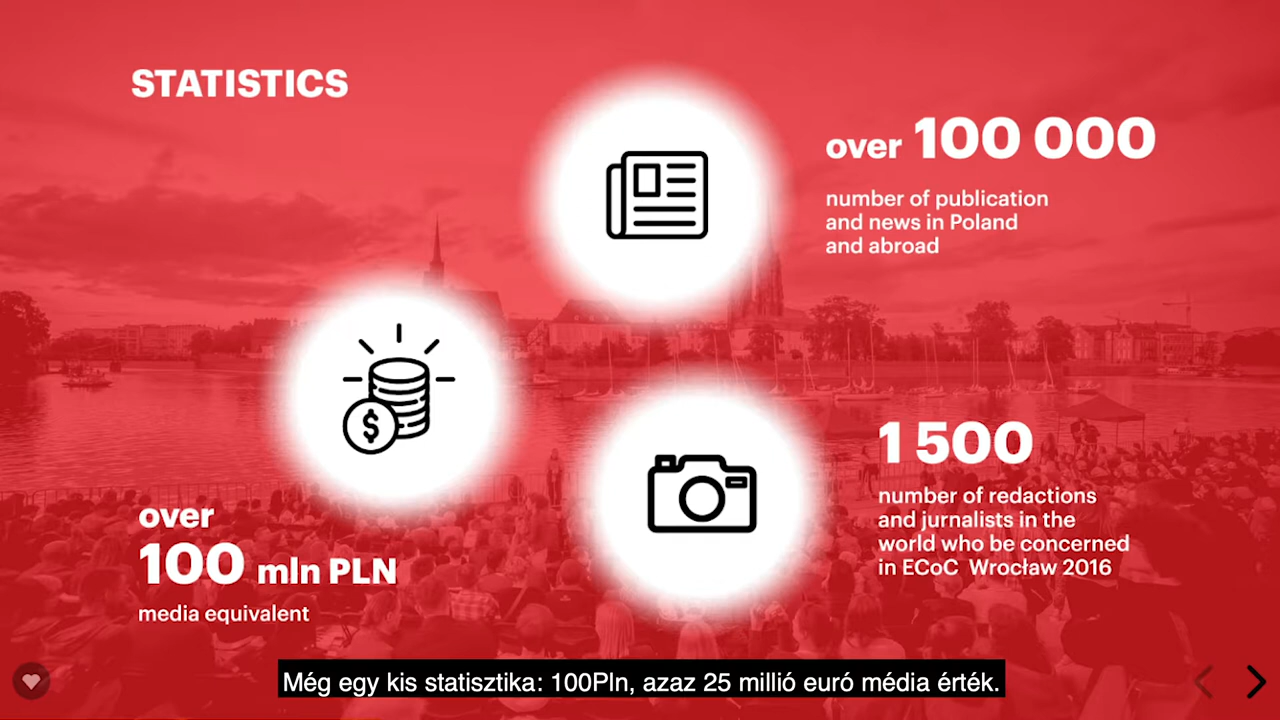 STATISTICS
over 100 000
number of publication
and news in Poland
and abroad
$
over
100 mln PLN
media equivalent
1 500
number of redactions
and jurnalists in the
world who be concerned
in ECoC Wrocław 2016
Még egy kis statisztika: 100Pln, azaz 25 millió euró média érték.